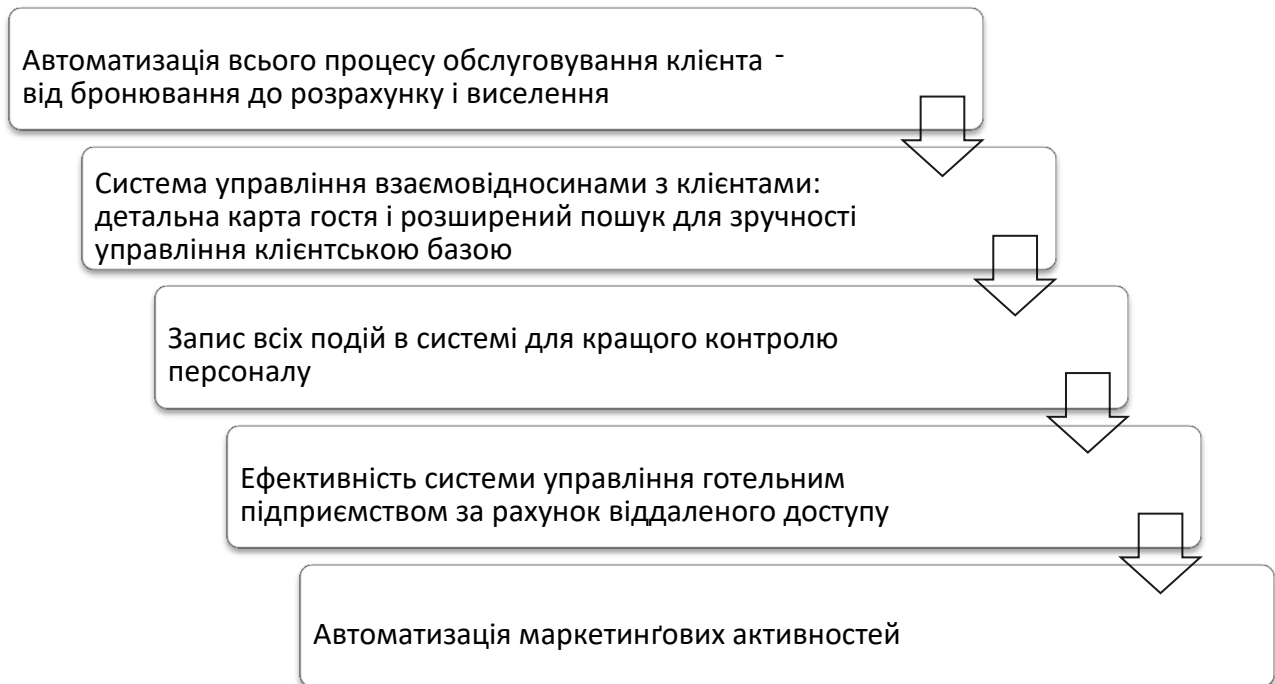 Автоматизація всього процесу обслуговування клієнта -
від бронювання до розрахунку і виселення
Система управління взаємовідносинами з клієнтами:
детальна карта гостя і розширений пошук для зручності
управління клієнтською базою
Запис всіх подій в системі для кращого контролю
персоналу
Ефективність системи управління готельним
підприємством за рахунок віддаленого доступу
Автоматизація маркетинґових активностей